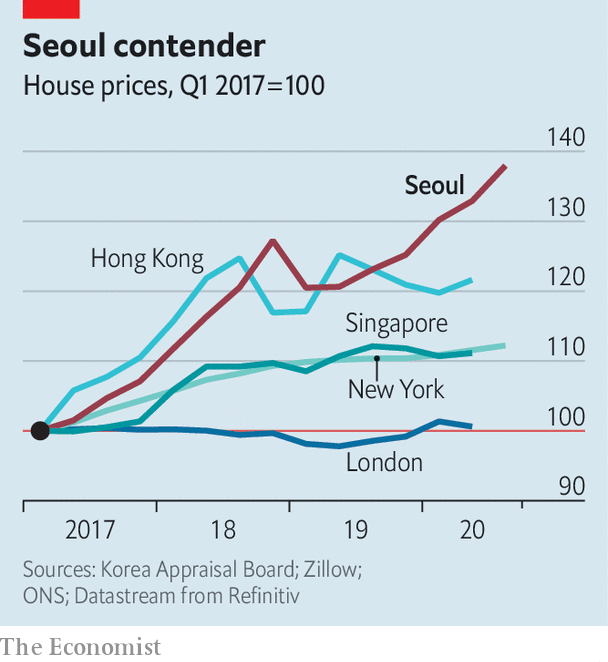 Seoul contender
House prices, Q1 2017=100
140
Seoul
130
Hong Kong
120
Singapore
110
New York
100
London
90
2017 18 19 20
Sources: Korea Appraisal Board; Zillow;
ONS; Datastream from Refinitiv
The Economist